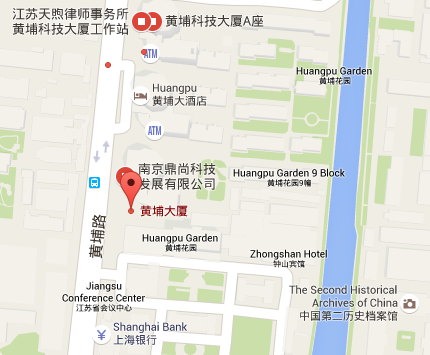 江苏天煦律师事务所
黄埔科技大厦工作站
黄埔科技大厦A座
ATM
Huangpu Garden
黄埔花园
Huangpu
黄埔大酒店
ATM
南京鼎尚科技
发展有限公司
Huangpu Garden 9 Block
黄埔花园9幢
黄埔大厦
黄埔路
Huangpu Garden
黄埔花园
Zhongshan Hotel
钟山宾馆
Jiangsu
Conference Center
江苏省会议中心
The Second Historical
Archives of China
中国第二历史档案馆
Shanghai Bank
上海银行